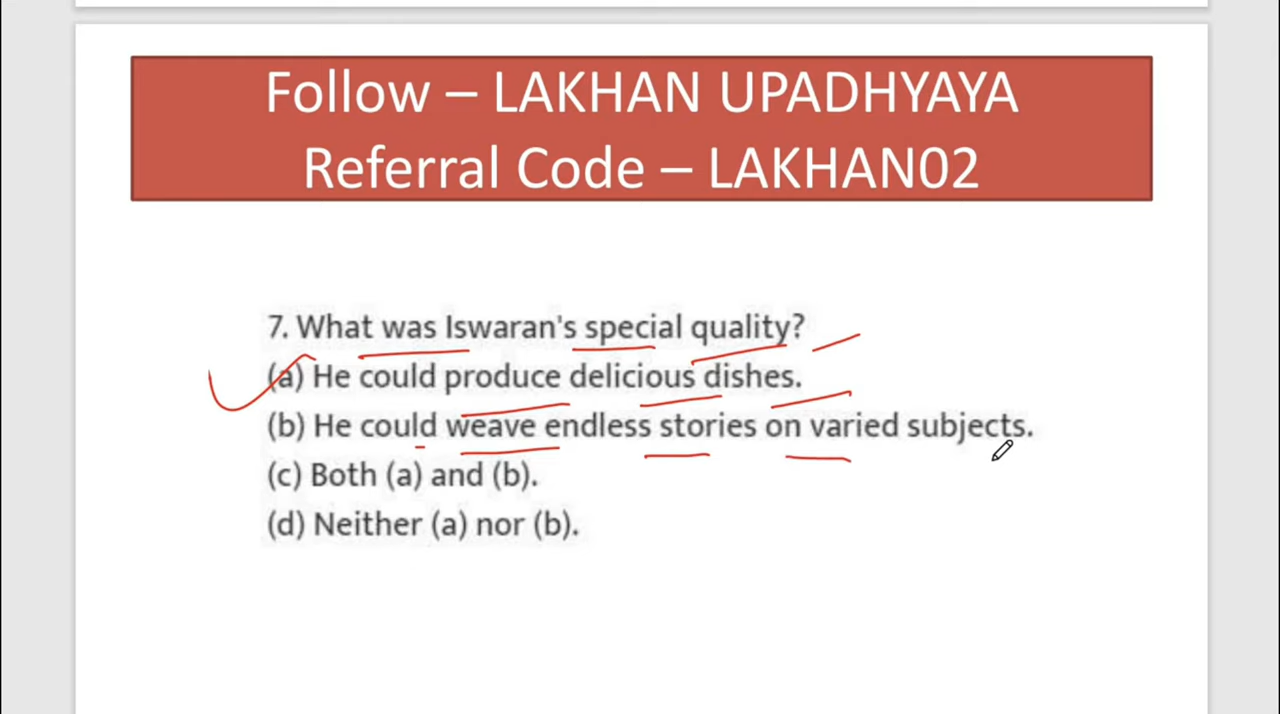 Follow – LAKHAN UPADHYAYA
Referral Code – LAKHAN02
7. What was Iswaran's special quality?
(a) He could produce delicious dishes.
(b) He could weave endless stories on varied subjects.
(c) Both (a) and (b).
(d) Neither (a) nor (b).